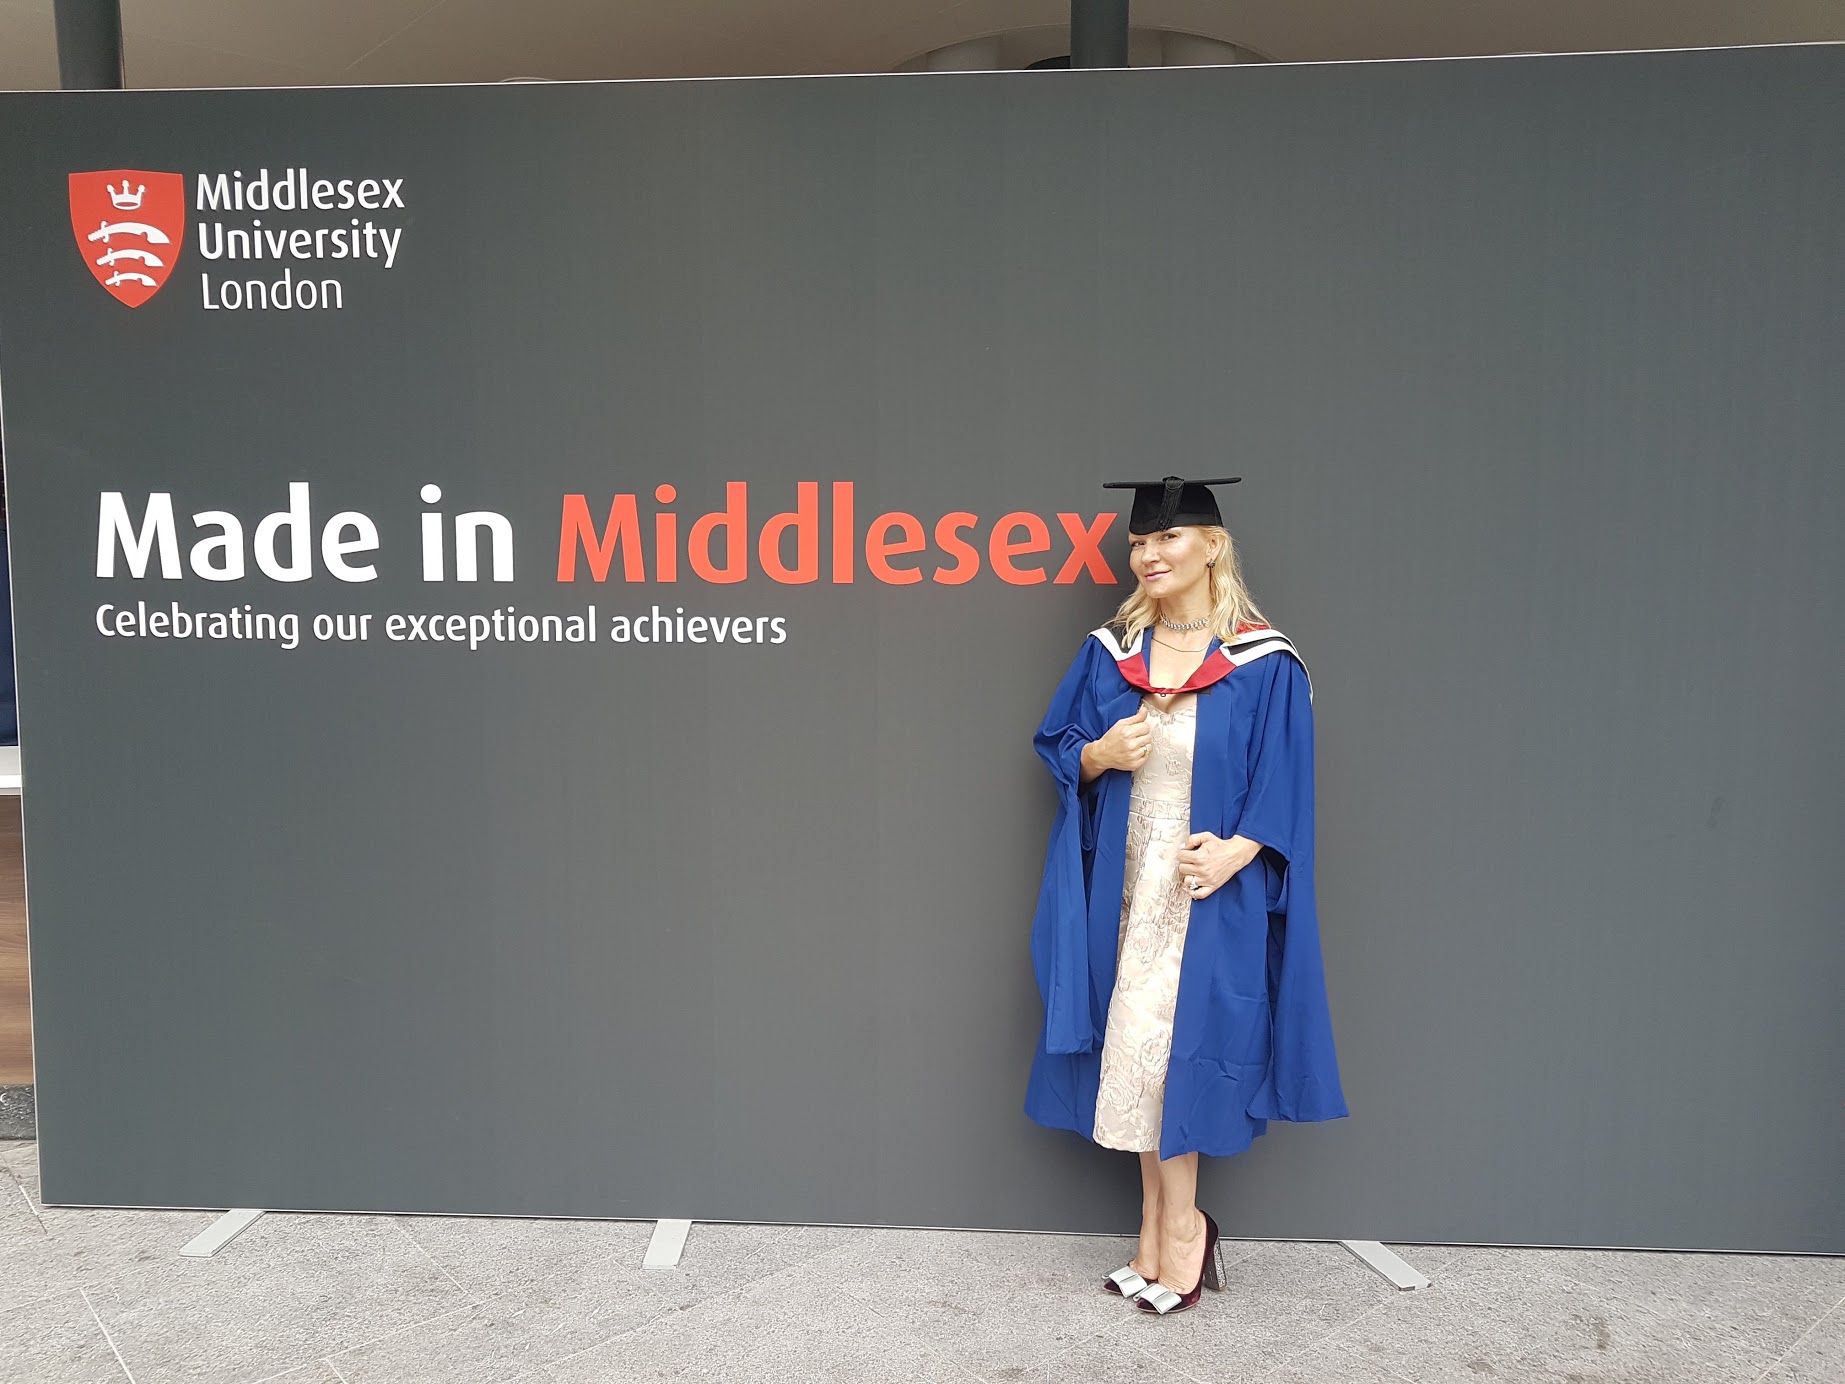 Middlesex
University
London
Made in Middlesex
Celebrating our exceptional achievers